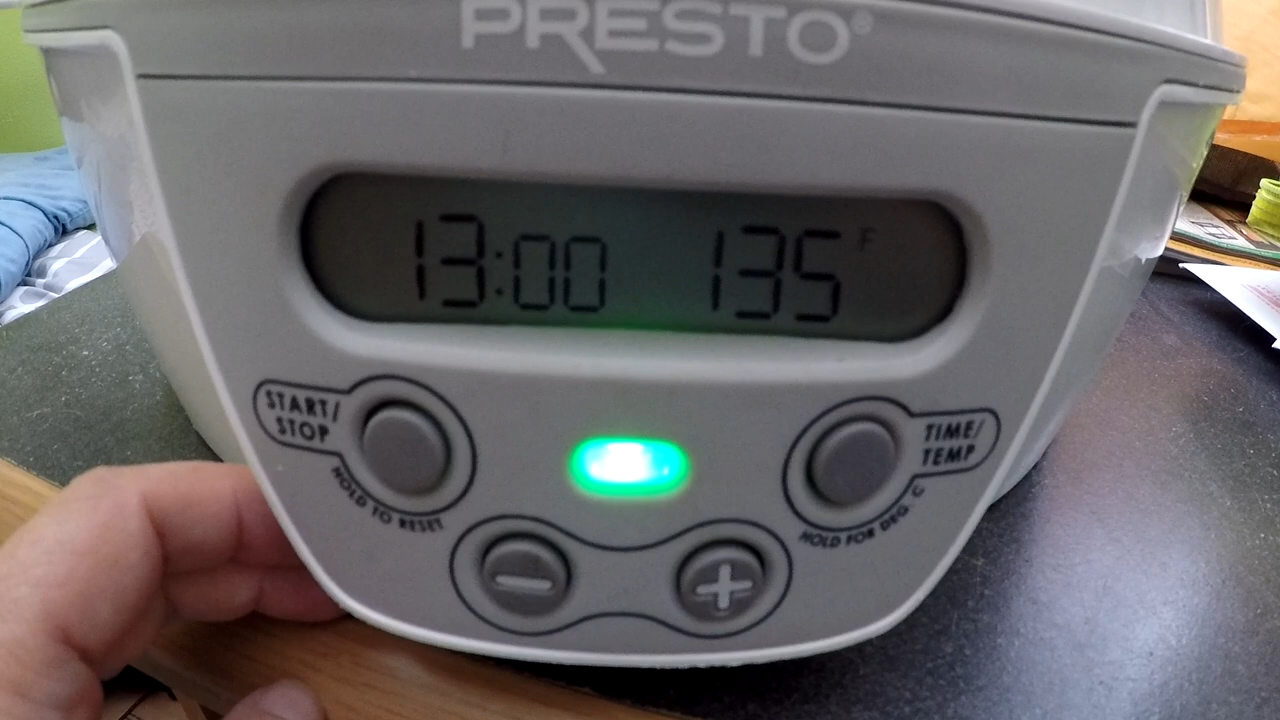 PRESTO®
13:00 135 F
START/
STOP
HOLD TO RESET
TIME/
TEMP
HOLD FOR DEG. C
− +